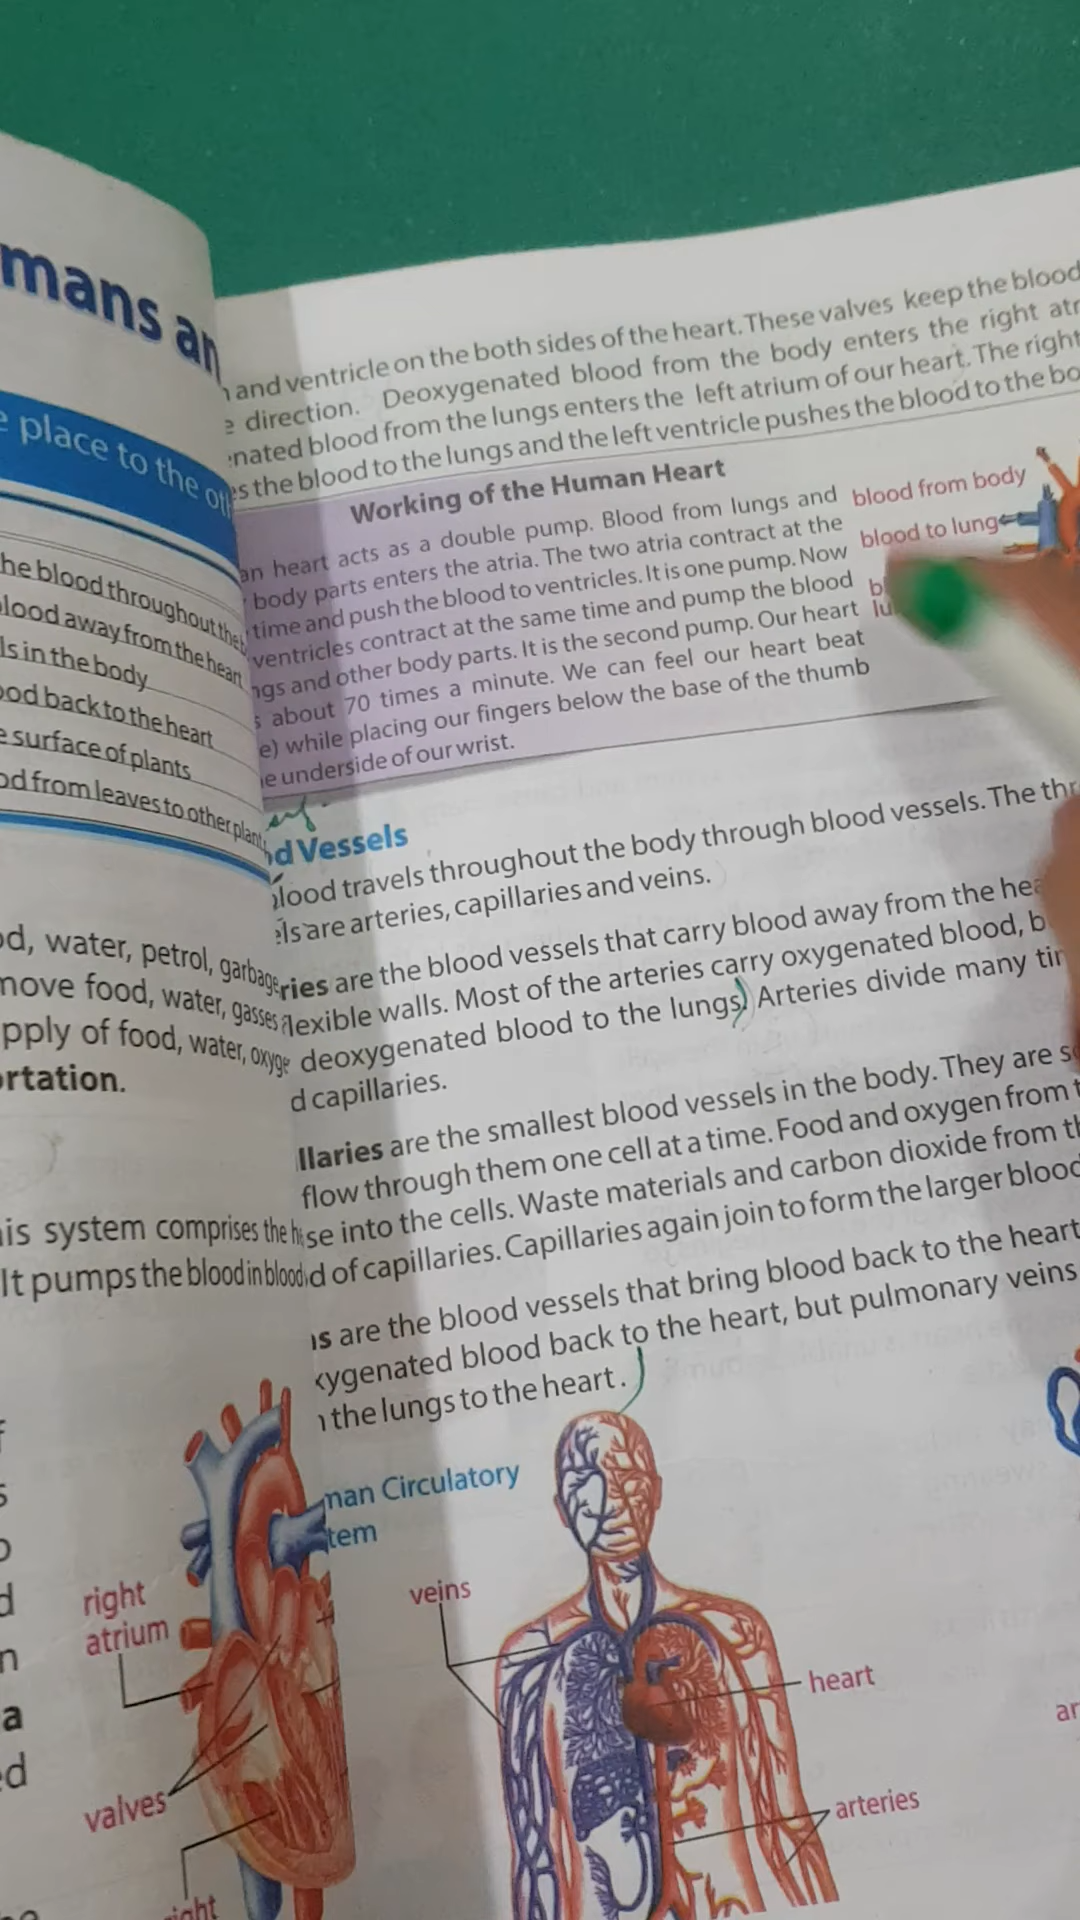 mans an
e place to the
he blood throughout the
lood away from the heart
ls in the body
od back to the heart
e surface of plants
od from leaves to other plant
od, water, petrol, garbage
move food, water, gasses
pply of food, water, oxyge
ortation.
his system comprises the h
It pumps the blood in blood
right
atrium
valves
right
and ventricle on the both sides of the heart. These valves keep the blood
direction. Deoxygenated blood from the body enters the right atr
nated blood from the lungs enters the left atrium of our heart. The right
es the blood to the lungs and the left ventricle pushes the blood to the bo
Working of the Human Heart
an heart acts as a double pump. Blood from lungs and
body parts enters the atria. The two atria contract at the
time and push the blood to ventricles. It is one pump. Now
ventricles contract at the same time and pump the blood
ngs and other body parts. It is the second pump. Our heart
s about 70 times a minute. We can feel our heart beat
e) while placing our fingers below the base of the thumb
e underside of our wrist.
blood from body
blood to lung
b
lu
d Vessels
lood travels throughout the body through blood vessels. The thr
els are arteries, capillaries and veins.
ries are the blood vessels that carry blood away from the hea
flexible walls. Most of the arteries carry oxygenated blood, b
deoxygenated blood to the lungs. Arteries divide many tim
d capillaries.
llaries are the smallest blood vessels in the body. They are s
flow through them one cell at a time. Food and oxygen from t
se into the cells. Waste materials and carbon dioxide from th
d of capillaries. Capillaries again join to form the larger blood
ns are the blood vessels that bring blood back to the heart
xygenated blood back to the heart, but pulmonary veins
the lungs to the heart.
man Circulatory
tem
veins
heart
arteries
ar